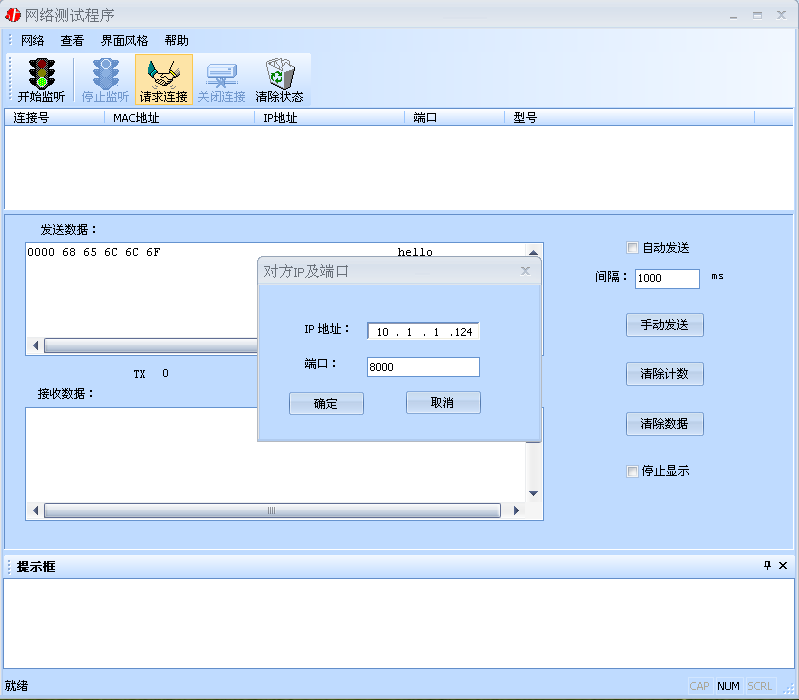 网络测试程序
网络 查看 界面风格 帮助
开始监听 停止监听 请求连接 关闭连接 清除状态
连接号 MAC地址 IP地址 端口 型号
发送数据：
0000 68 65 6C 6C 6F hello
自动发送
间隔： 1000 ms
对方IP及端口
IP 地址： 10 . 1 . 1 .124
端口： 8000
确定 取消
手动发送
TX 0
清除计数
接收数据：
清除数据
停止显示
提示框
就绪 CAP NUM SCRL